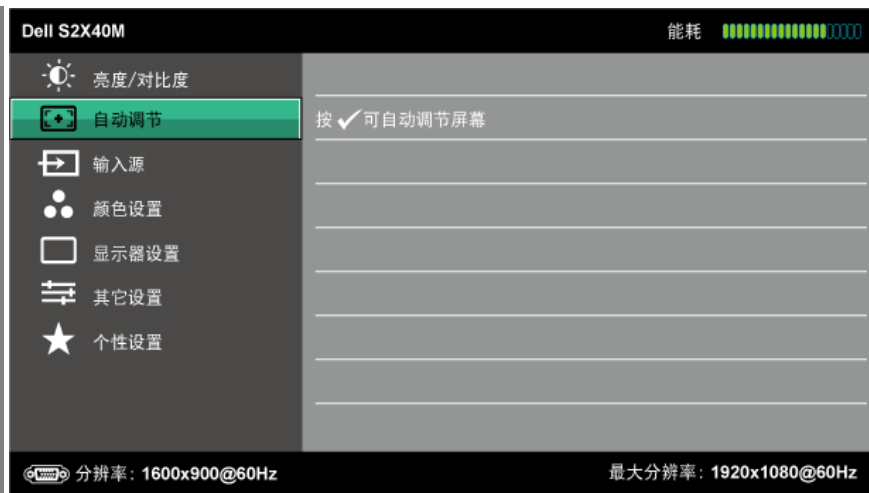 Dell S2X40M
能耗
亮度/对比度
自动调节
按✓可自动调节屏幕
输入源
颜色设置
显示器设置
其它设置
个性设置
分辨率: 1600x900@60Hz
最大分辨率: 1920x1080@60Hz